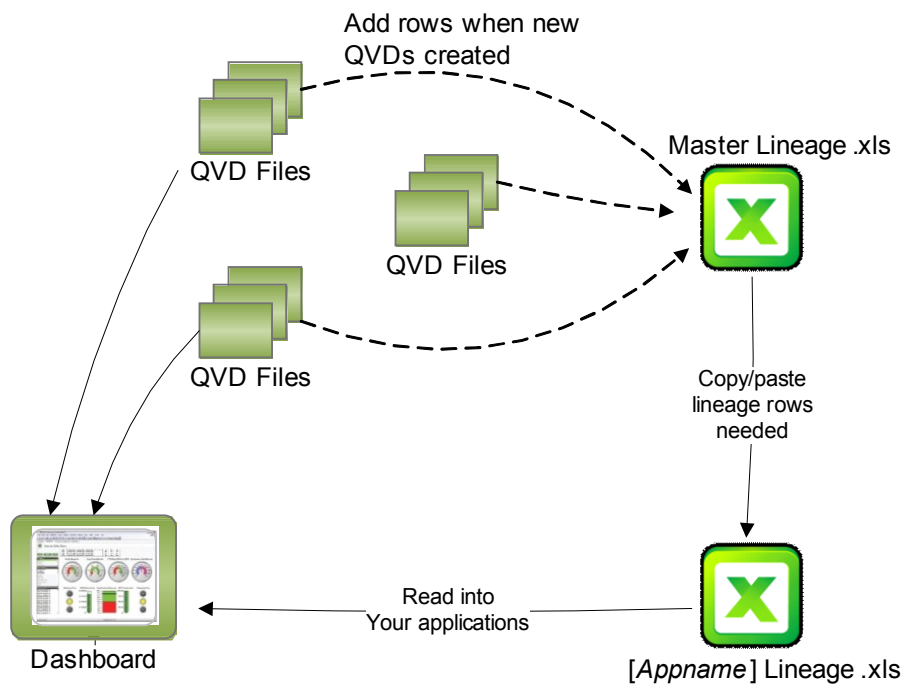 Add rows when new
QVDs created
QVD Files
Master Lineage .xls
QVD Files
QVD Files
Copy/paste
lineage rows
needed
Read into
Your applications
Dashboard
[Appname] Lineage .xls